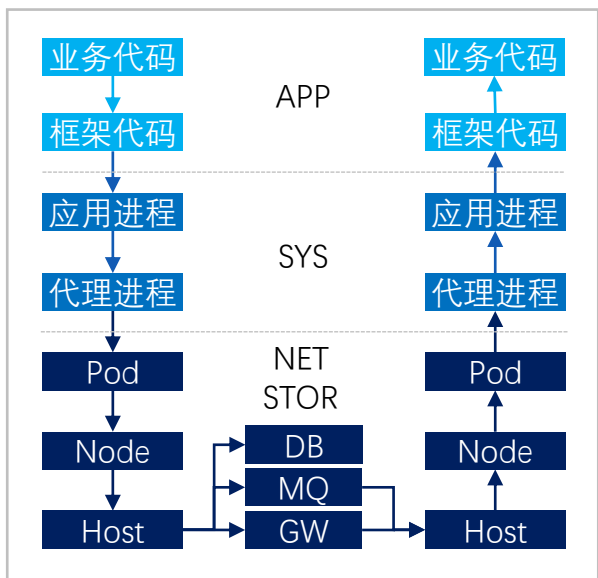 业务代码
框架代码
应用进程
代理进程
Pod
Node
Host
APP
SYS
NET
STOR
DB
MQ
GW
业务代码
框架代码
应用进程
代理进程
Pod
Node
Host